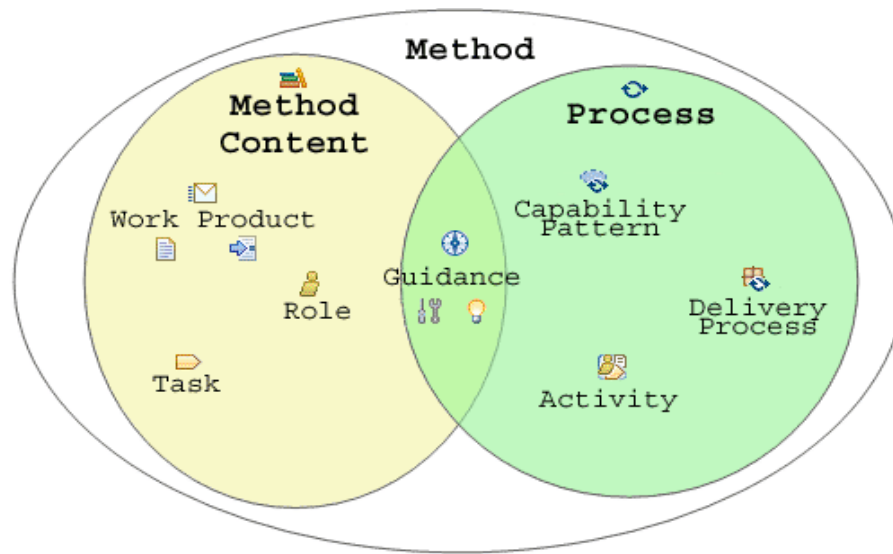 Method
Method
Content
Process
Work Product
Capability
Pattern
Guidance
Role
Delivery
Process
Task
Activity